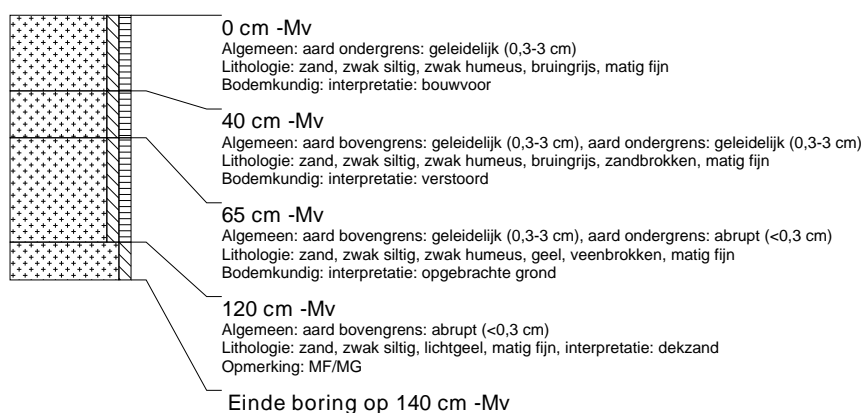 0 cm -Mv
Algemeen: aard ondergrens: geleidelijk (0,3-3 cm)
Lithologie: zand, zwak siltig, zwak humeus, bruingrijs, matig fijn
Bodemkundig: interpretatie: bouwvoor
40 cm -Mv
Algemeen: aard bovengrens: geleidelijk (0,3-3 cm), aard ondergrens: geleidelijk (0,3-3 cm)
Lithologie: zand, zwak siltig, zwak humeus, bruingrijs, zandbrokken, matig fijn
Bodemkundig: interpretatie: verstoord
65 cm -Mv
Algemeen: aard bovengrens: geleidelijk (0,3-3 cm), aard ondergrens: abrupt (<0,3 cm)
Lithologie: zand, zwak siltig, zwak humeus, geel, veenbrokken, matig fijn
Bodemkundig: interpretatie: opgebrachte grond
120 cm -Mv
Algemeen: aard bovengrens: abrupt (<0,3 cm)
Lithologie: zand, zwak siltig, lichtgeel, matig fijn, interpretatie: dekzand
Opmerking: MF/MG
Einde boring op 140 cm -Mv